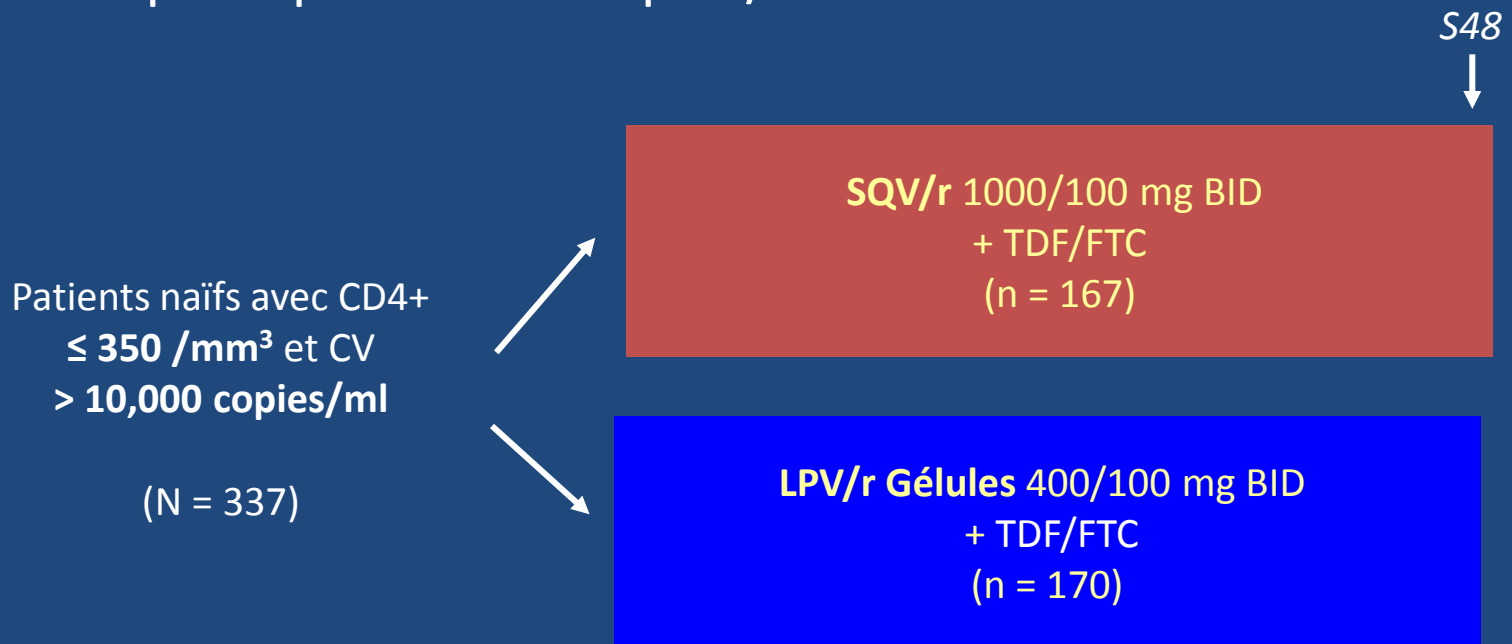 S48
SQV/r 1000/100 mg BID
+ TDF/FTC
(n = 167)
Patients naïfs avec CD4+
≤ 350 /mm³ et CV
> 10,000 copies/ml
(N = 337)
LPV/r Gélules 400/100 mg BID
+ TDF/FTC
(n = 170)